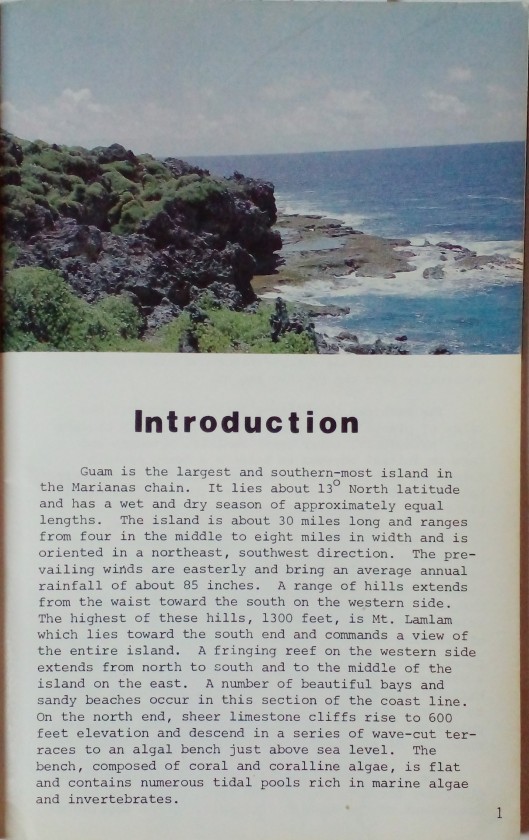 Introduction
Guam is the largest and southern-most island in
the Marianas chain. It lies about 13° North latitude
and has a wet and dry season of approximately equal
lengths. The island is about 30 miles long and ranges
from four in the middle to eight miles in width and is
oriented in a northeast, southwest direction. The pre-
vailing winds are easterly and bring an average annual
rainfall of about 85 inches. A range of hills extends
from the waist toward the south on the western side.
The highest of these hills, 1300 feet, is Mt. Lamlam
which lies toward the south end and commands a view of
the entire island. A fringing reef on the western side
extends from north to south and to the middle of the
island on the east. A number of beautiful bays and
sandy beaches occur in this section of the coast line.
On the north end, sheer limestone cliffs rise to 600
feet elevation and descend in a series of wave-cut ter-
races to an algal bench just above sea level. The
bench, composed of coral and coralline algae, is flat
and contains numerous tidal pools rich in marine algae
and invertebrates.
1